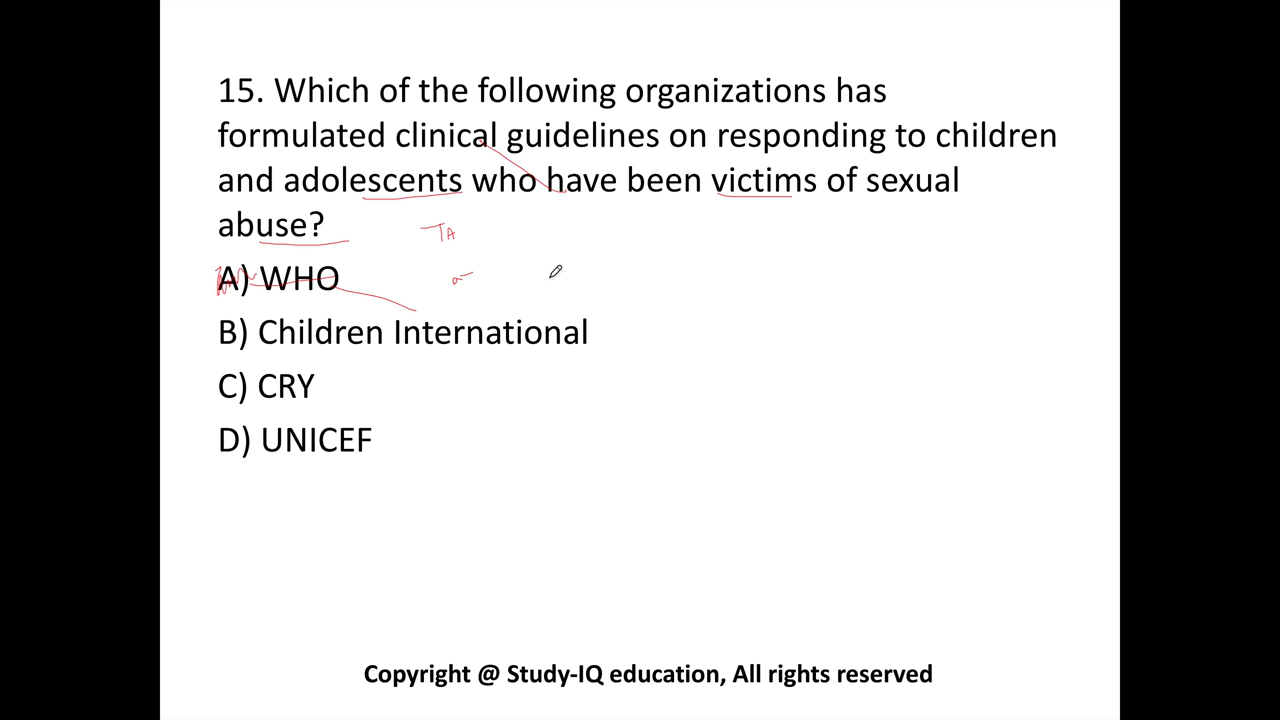 15. Which of the following organizations has
formulated clinical guidelines on responding to children
and adolescents who have been victims of sexual
abuse?
TA
A) WHO
B) Children International
C) CRY
D) UNICEF
Copyright @ Study-IQ education, All rights reserved